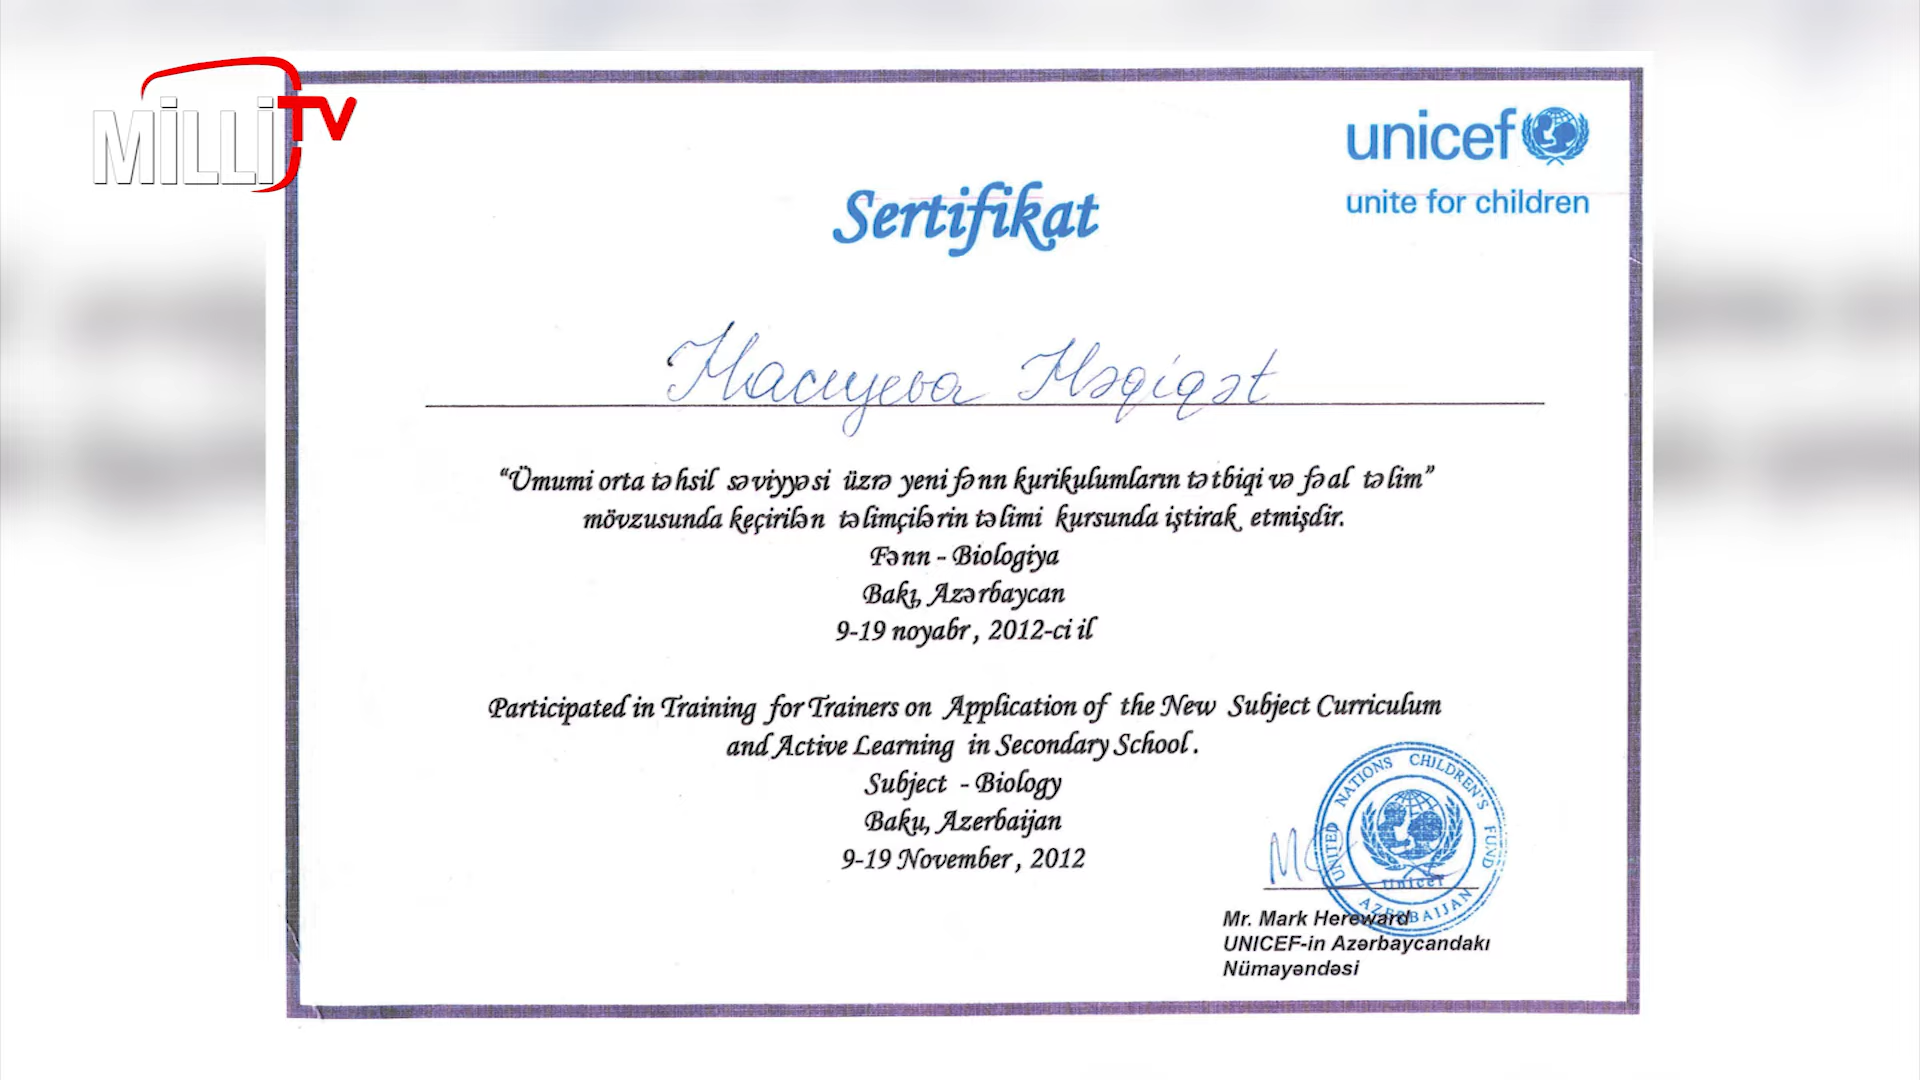 MİLLİ TV
unicef
unite for children
Sertifikat
Hacıyeva Həqiqət
“Ümumi orta təhsil səviyyəsi üzrə yeni fənn kurikulumların tətbiqi və fəal təlim”
mövzusunda keçirilən təlimçilərin təlimi kursunda iştirak etmişdir.
Fənn - Biologiya
Bakı, Azərbaycan
9-19 noyabr , 2012-ci il
Participated in Training for Trainers on Application of the New Subject Curriculum
and Active Learning in Secondary School .
Subject - Biology
Baku, Azerbaijan
9-19 November , 2012
UNITED NATIONS CHILDREN'S FUND
unicef
AZERBAIJAN
Mr. Mark Hereward
UNICEF-in Azərbaycandakı
Nümayəndəsi